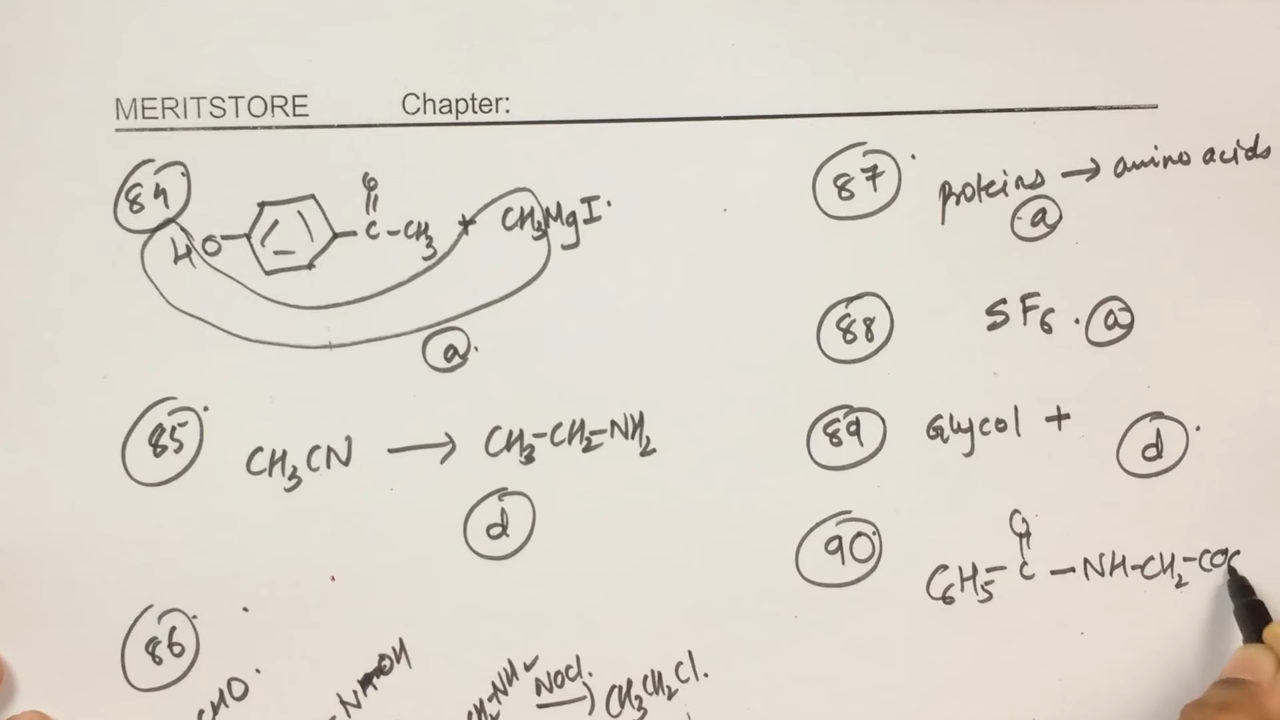 MERITSTORE Chapter:
84
O
HO C-CH3 + CH3MgI.
a.
85
CH3CN → CH3-CH2-NH2
d
86
CHO.
NOCl.
CH3CH2Cl.
87 proteins → amino acids
a
88 SF6. a
89 Glycol + d
90
O
C6H5-C-NH-CH2-COO